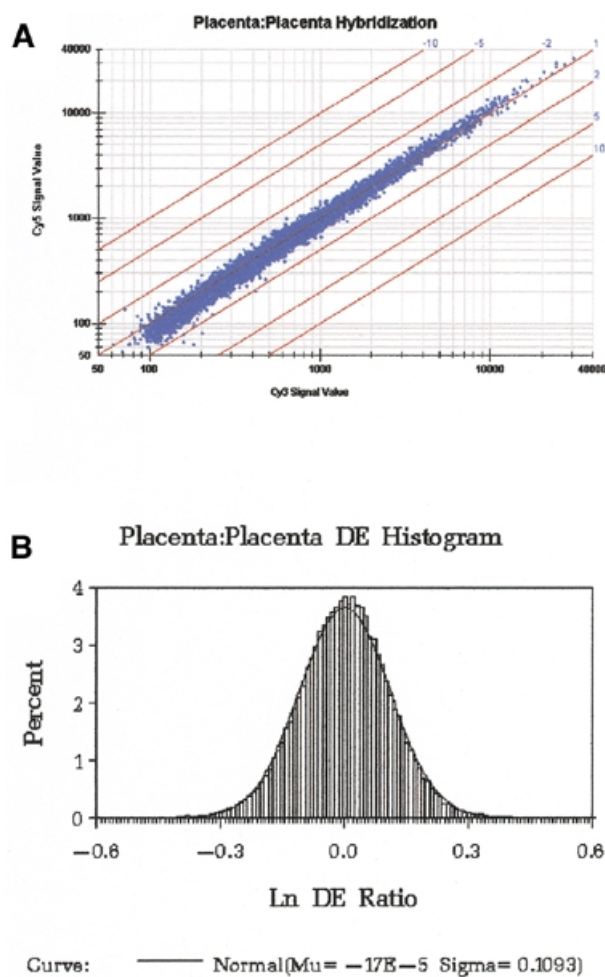 A
Placenta:Placenta Hybridization
-10 -5 -2 1
2
5
10
40000
10000
1000
100
50
Cy5 Signal Value
50 100 1000 10000 40000
Cy3 Signal Value
B
Placenta:Placenta DE Histogram
4
3
2
1
0
Percent
-0.6 -0.3 0.0 0.3 0.6
Ln DE Ratio
Curve: Normal(Mu= -17E-5 Sigma= 0.1093)